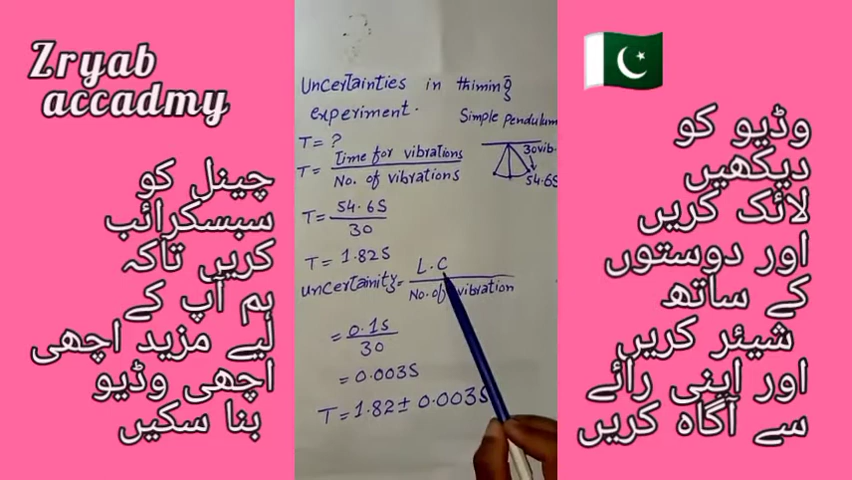 Zryab
accadmy
چینل کو
سبسکرائب
کریں تاکہ
ہم آپ کے
لیے مزید اچھی
اچھی وڈیو
بنا سکیں
Uncertainties in thiming
experiment.
Simple Pendulum
T = ?
T = Time for vibrations
No. of vibrations
30vib.
54.6S
T = 54.6S
30
T = 1.82S
Uncertainity = L.C
No. of vibration
= 0.1S
30
= 0.003S
T = 1.82 ± 0.003S
وڈیو کو
دیکھیں
لائک کریں
اور دوستوں
کے ساتھ
شیئر کریں
اور اپنی رائے
سے آگاہ کریں